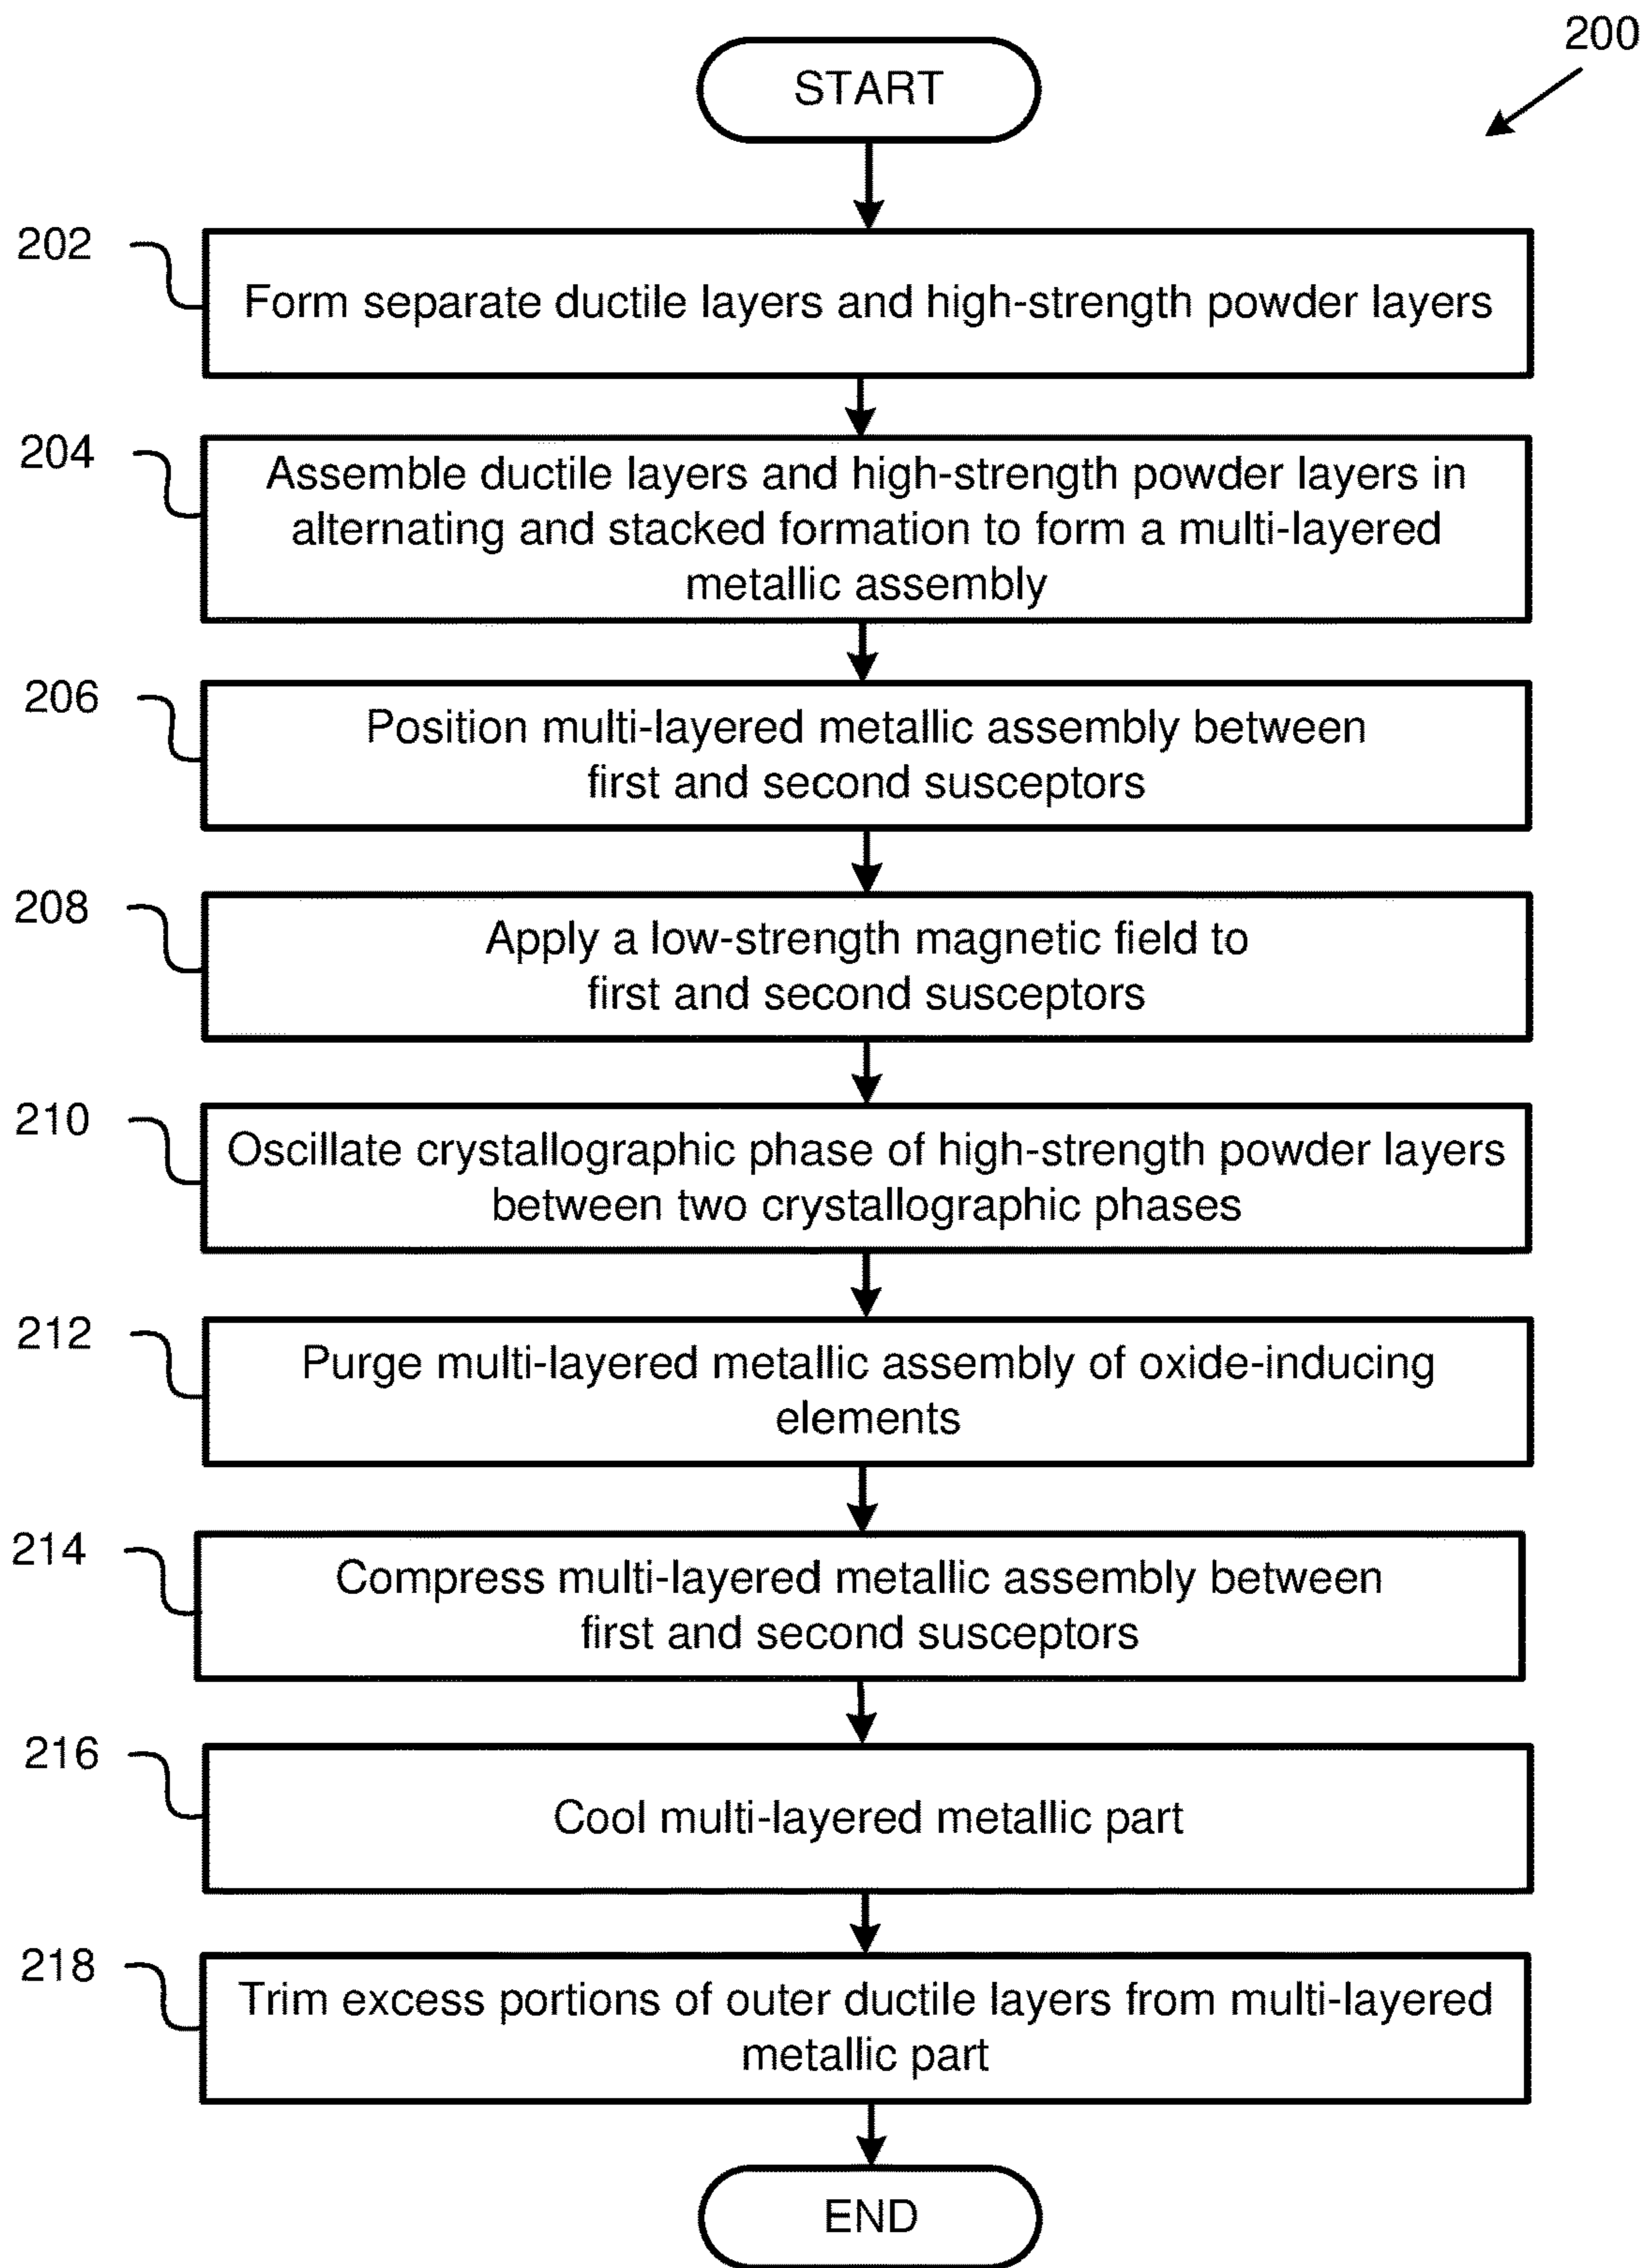 200
START
202
Form separate ductile layers and high-strength powder layers
204
Assemble ductile layers and high-strength powder layers in
alternating and stacked formation to form a multi-layered
metallic assembly
206
Position multi-layered metallic assembly between
first and second susceptors
208
Apply a low-strength magnetic field to
first and second susceptors
210
Oscillate crystallographic phase of high-strength powder layers
between two crystallographic phases
212
Purge multi-layered metallic assembly of oxide-inducing
elements
214
Compress multi-layered metallic assembly between
first and second susceptors
216
Cool multi-layered metallic part
218
Trim excess portions of outer ductile layers from multi-layered
metallic part
END